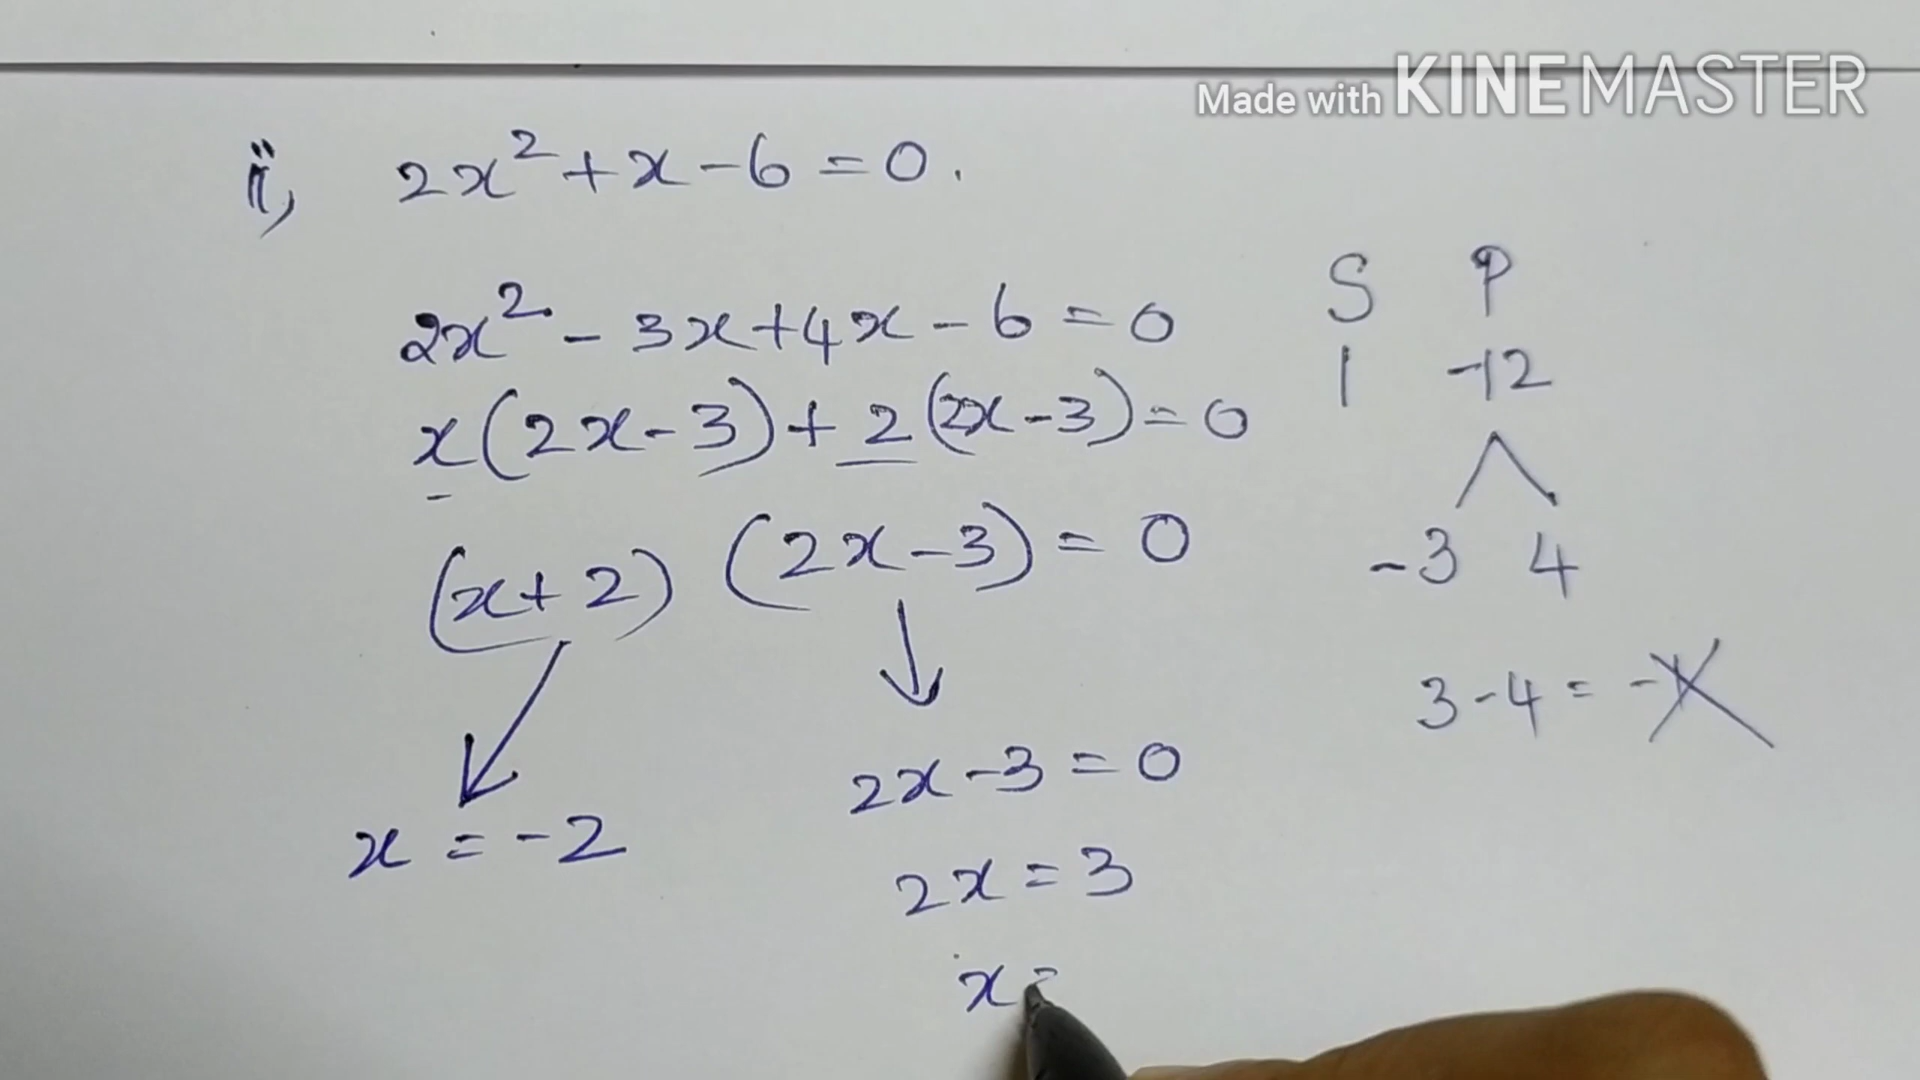 Made with KINEMASTER
ii, 2x² + x - 6 = 0.
2x² - 3x + 4x - 6 = 0
x(2x - 3) + 2(2x - 3) = 0
(x + 2) (2x - 3) = 0
x = -2
2x - 3 = 0
2x = 3
x =
S P
1 -12
-3 4
3 - 4 = -1